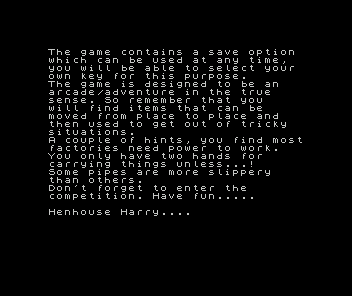 The game contains a save option
which can be used at any time,
you will be able to select your
own key for this purpose.
The game is designed to be an
arcade/adventure in the true
sense. So remember that you
will find items that can be
moved from place to place and
then used to get out of tricky
situations.
A couple of hints, you find most
factories need power to work.
You only have two hands for
carrying things unless...!
Some pipes are more slippery
than others.
Don't forget to enter the
competition. Have fun.....
Henhouse Harry....